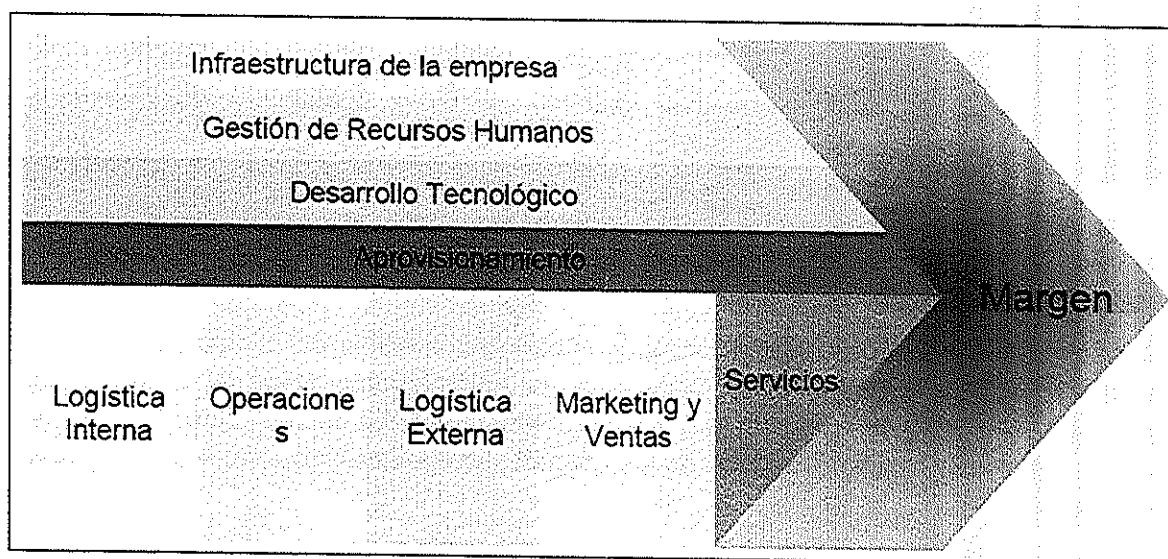 Infraestructura de la empresa
Gestión de Recursos Humanos
Desarrollo Tecnológico
Aprovisionamiento
Margen
Logística
Interna
Operacione
s
Logística
Externa
Marketing y
Ventas
Servicios